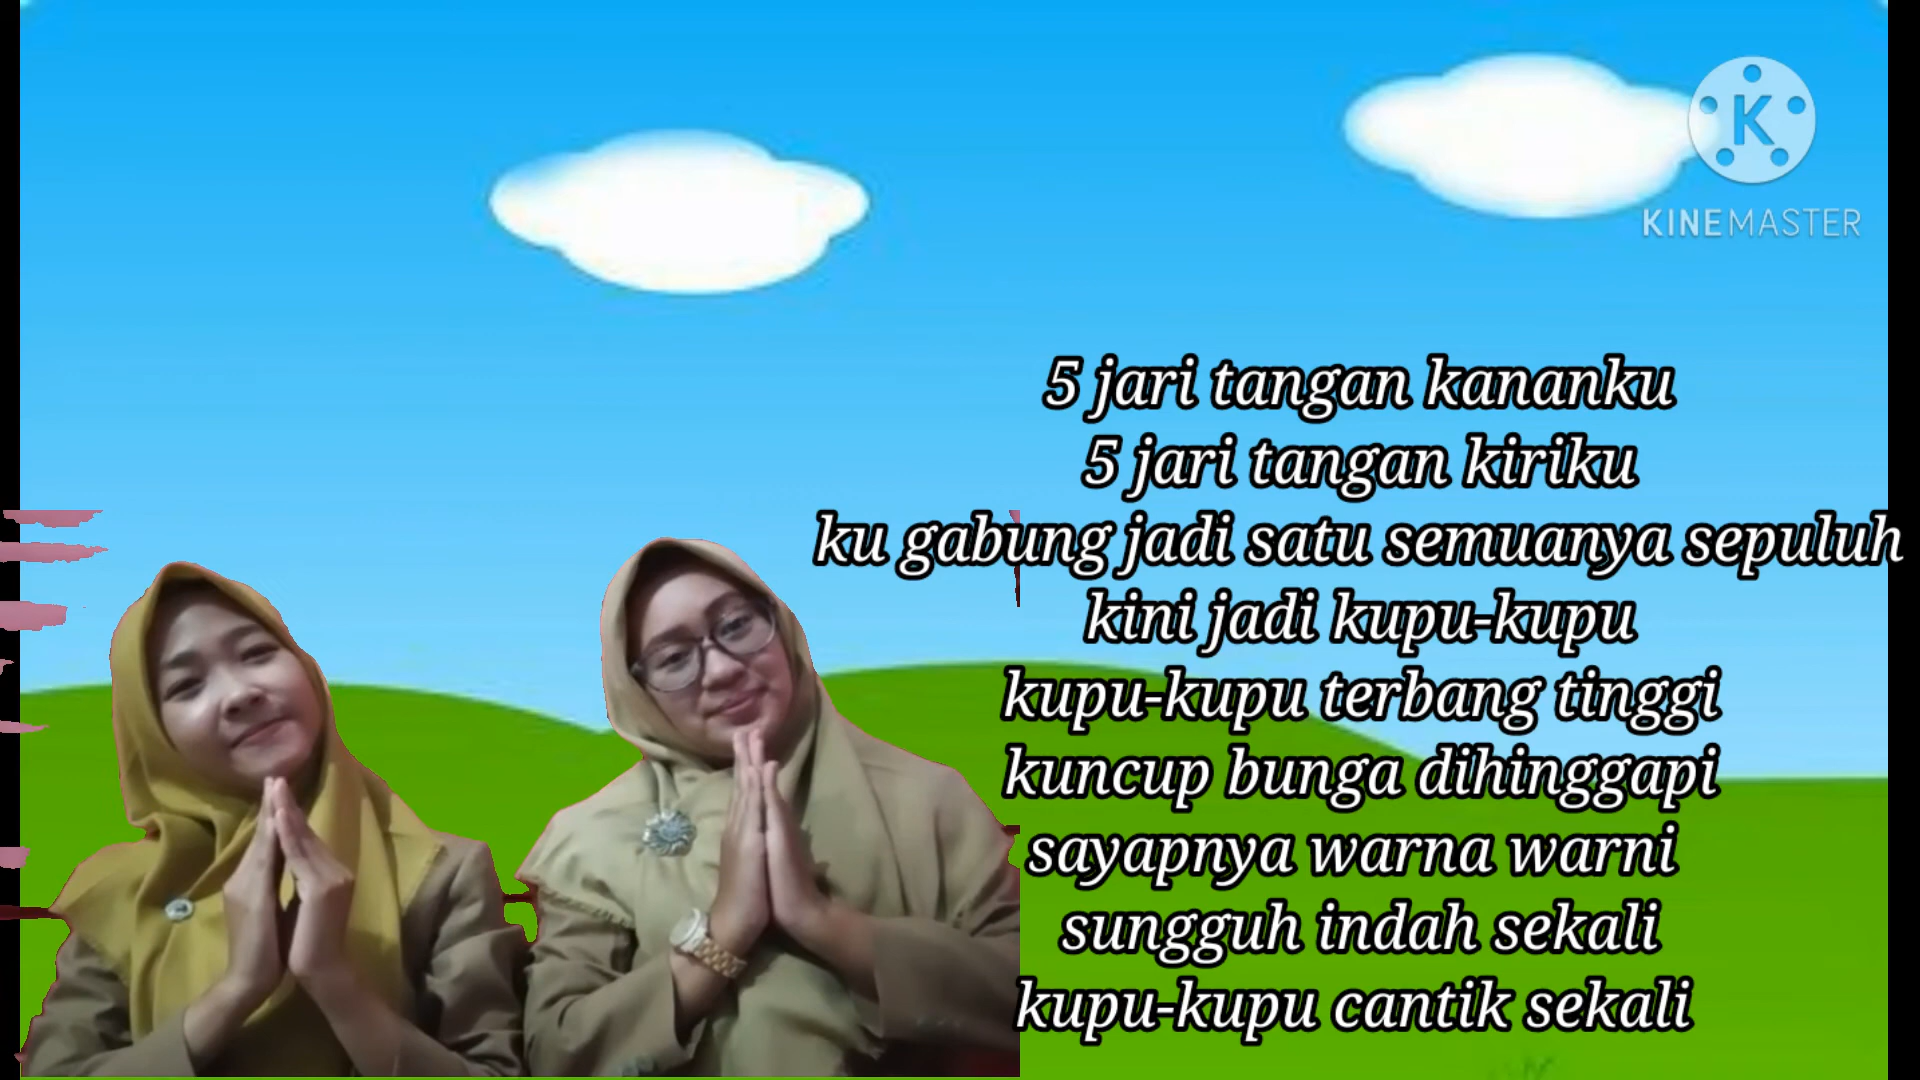 K
KINEMASTER
5 jari tangan kananku
5 jari tangan kiriku
ku gabung jadi satu semuanya sepuluh
kini jadi kupu-kupu
kupu-kupu terbang tinggi
kuncup bunga dihinggapi
sayapnya warna warni
sungguh indah sekali
kupu-kupu cantik sekali